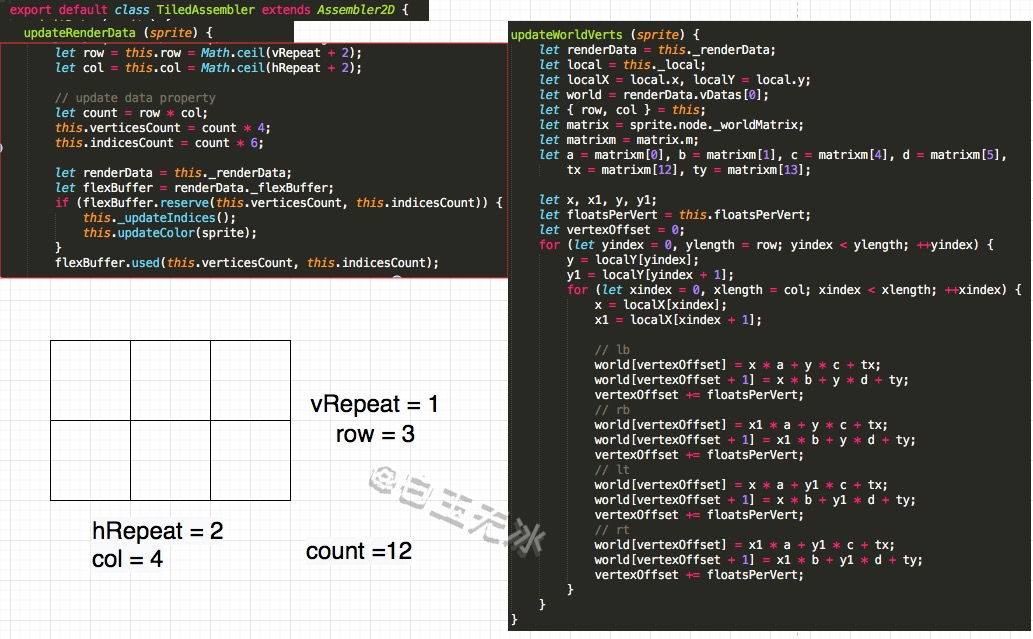 export default class TiledAssembler extends Assembler2D {
updateRenderData (sprite) {
let row = this.row = Math.ceil(vRepeat + 2);
let col = this.col = Math.ceil(hRepeat + 2);
// update data property
let count = row * col;
this.verticesCount = count * 4;
this.indicesCount = count * 6;
let renderData = this._renderData;
let flexBuffer = renderData._flexBuffer;
if (flexBuffer.reserve(this.verticesCount, this.indicesCount)) {
this._updateIndices();
this.updateColor(sprite);
}
flexBuffer.used(this.verticesCount, this.indicesCount);
vRepeat = 1
row = 3
hRepeat = 2
col = 4
count =12
@白玉无冰
updateWorldVerts (sprite) {
let renderData = this._renderData;
let local = this._local;
let localX = local.x, localY = local.y;
let world = renderData.vDatas[0];
let { row, col } = this;
let matrix = sprite.node._worldMatrix;
let matrixm = matrix.m;
let a = matrixm[0], b = matrixm[1], c = matrixm[4], d = matrixm[5],
tx = matrixm[12], ty = matrixm[13];
let x, x1, y, y1;
let floatsPerVert = this.floatsPerVert;
let vertexOffset = 0;
for (let yindex = 0, ylength = row; yindex < ylength; ++yindex) {
y = localY[yindex];
y1 = localY[yindex + 1];
for (let xindex = 0, xlength = col; xindex < xlength; ++xindex) {
x = localX[xindex];
x1 = localX[xindex + 1];
// lb
world[vertexOffset] = x * a + y * c + tx;
world[vertexOffset + 1] = x * b + y * d + ty;
vertexOffset += floatsPerVert;
// rb
world[vertexOffset] = x1 * a + y * c + tx;
world[vertexOffset + 1] = x1 * b + y * d + ty;
vertexOffset += floatsPerVert;
// lt
world[vertexOffset] = x * a + y1 * c + tx;
world[vertexOffset + 1] = x * b + y1 * d + ty;
vertexOffset += floatsPerVert;
// rt
world[vertexOffset] = x1 * a + y1 * c + tx;
world[vertexOffset + 1] = x1 * b + y1 * d + ty;
vertexOffset += floatsPerVert;
}
}
}